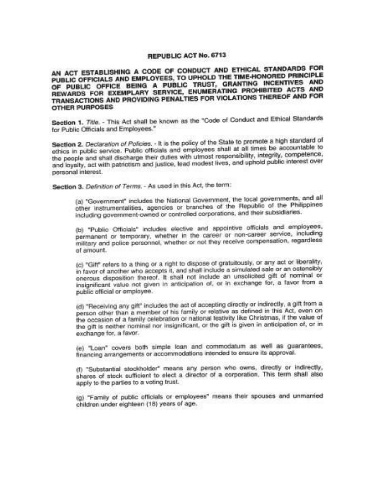 REPUBLIC ACT No. 6713
AN ACT ESTABLISHING A CODE OF CONDUCT AND ETHICAL STANDARDS FOR
PUBLIC OFFICIALS AND EMPLOYEES, TO UPHOLD THE TIME-HONORED PRINCIPLE
OF PUBLIC OFFICE BEING A PUBLIC TRUST, GRANTING INCENTIVES AND
REWARDS FOR EXEMPLARY SERVICE, ENUMERATING PROHIBITED ACTS AND
TRANSACTIONS AND PROVIDING PENALTIES FOR VIOLATIONS THEREOF AND FOR
OTHER PURPOSES
Section 1. Title. - This Act shall be known as the "Code of Conduct and Ethical Standards
for Public Officials and Employees."
Section 2. Declaration of Policies. - It is the policy of the State to promote a high standard of
ethics in public service. Public officials and employees shall at all times be accountable to
the people and shall discharge their duties with utmost responsibility, integrity, competence,
and loyalty, act with patriotism and justice, lead modest lives, and uphold public interest over
personal interest.
Section 3. Definition of Terms. - As used in this Act, the term:
(a) "Government" includes the National Government, the local governments, and all
other instrumentalities, agencies or branches of the Republic of the Philippines
including government-owned or controlled corporations, and their subsidiaries.
(b) "Public Officials" includes elective and appointive officials and employees,
permanent or temporary, whether in the career or non-career service, including
military and police personnel, whether or not they receive compensation, regardless
of amount.
(c) "Gift" refers to a thing or a right to dispose of gratuitously, or any act or liberality,
in favor of another who accepts it, and shall include a simulated sale or an ostensibly
onerous disposition thereof. It shall not include an unsolicited gift of nominal or
insignificant value not given in anticipation of, or in exchange for, a favor from a
public official or employee.
(d) "Receiving any gift" includes the act of accepting directly or indirectly, a gift from a
person other than a member of his family or relative as defined in this Act, even on
the occasion of a family celebration or national festivity like Christmas, if the value of
the gift is neither nominal nor insignificant, or the gift is given in anticipation of, or in
exchange for, a favor.
(e) "Loan" covers both simple loan and commodatum as well as guarantees,
financing arrangements or accommodations intended to ensure its approval.
(f) "Substantial stockholder" means any person who owns, directly or indirectly,
shares of stock sufficient to elect a director of a corporation. This term shall also
apply to the parties to a voting trust.
(g) "Family of public officials or employees" means their spouses and unmarried
children under eighteen (18) years of age.